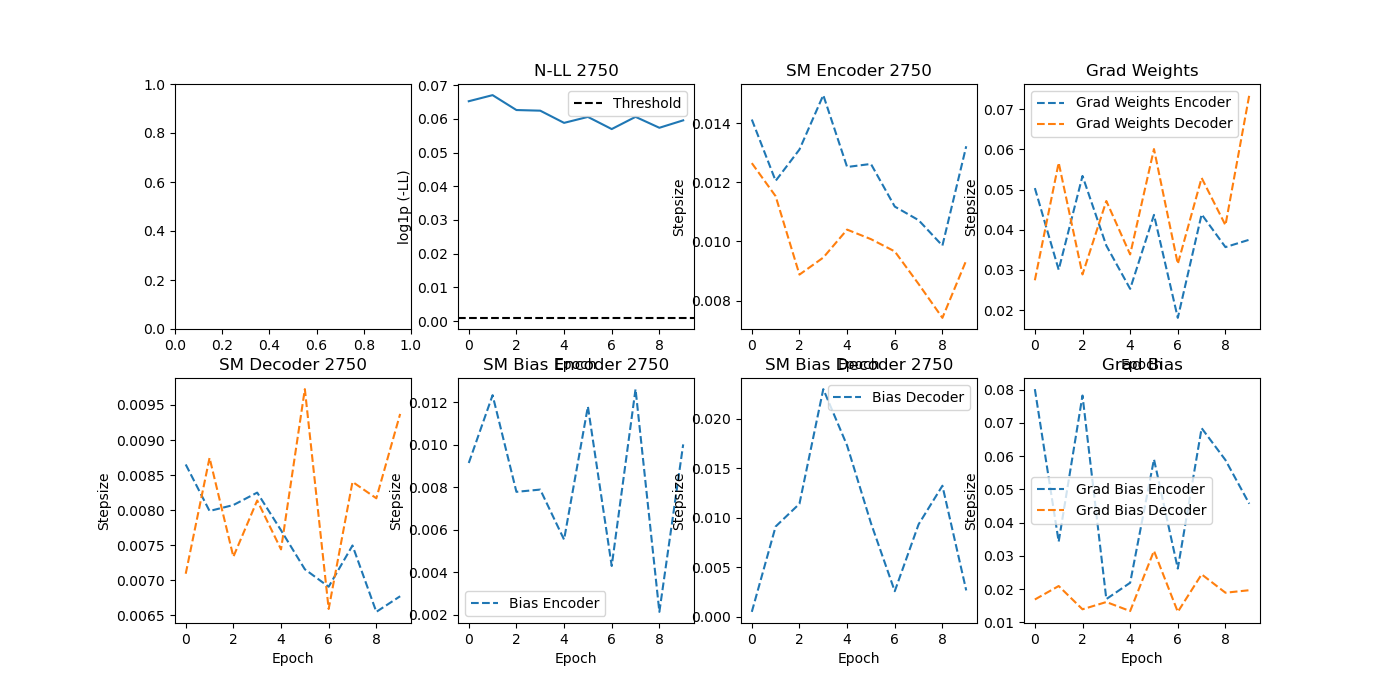 1.0
0.8
0.6
0.4
0.2
0.0
0.0 0.2 0.4 0.6 0.8 1.0
N-LL 2750
log1p (-LL)
0.07
0.06
0.05
0.04
0.03
0.02
0.01
0.00
Threshold
0 2 4 6 8
Epoch
SM Encoder 2750
Stepsize
0.014
0.012
0.010
0.008
0 2 4 6 8
Epoch
Grad Weights
Stepsize
0.07
0.06
0.05
0.04
0.03
0.02
Grad Weights Encoder
Grad Weights Decoder
0 2 4 6 8
Epoch
SM Decoder 2750
Stepsize
0.0095
0.0090
0.0085
0.0080
0.0075
0.0070
0.0065
0 2 4 6 8
Epoch
SM Bias Encoder 2750
Stepsize
0.012
0.010
0.008
0.006
0.004
0.002
Bias Encoder
0 2 4 6 8
Epoch
SM Bias Decoder 2750
Stepsize
0.020
0.015
0.010
0.005
0.000
Bias Decoder
0 2 4 6 8
Epoch
Grad Bias
Stepsize
0.08
0.07
0.06
0.05
0.04
0.03
0.02
0.01
Grad Bias Encoder
Grad Bias Decoder
0 2 4 6 8
Epoch